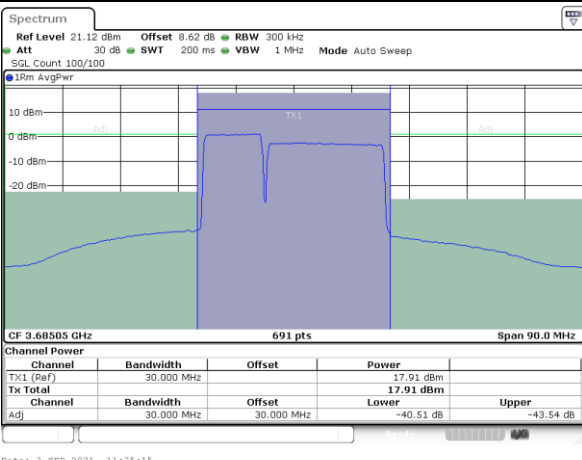 Spectrum
Ref Level 21.12 dBm Offset 8.62 dB RBW 300 kHz
Att 30 dB SWT 200 ms VBW 1 MHz Mode Auto Sweep
SGL Count 100/100
1Rm AvgPwr
10 dBm
TX1
Adj Adj
0 dBm
-10 dBm
-20 dBm
CF 3.68505 GHz 691 pts Span 90.0 MHz
Channel Power
Channel Bandwidth Offset Power
TX1 (Ref) 30.000 MHz 17.91 dBm
Tx Total 17.91 dBm
Channel Bandwidth Offset Lower Upper
Adj 30.000 MHz 30.000 MHz -40.51 dB -43.54 dB
Ready